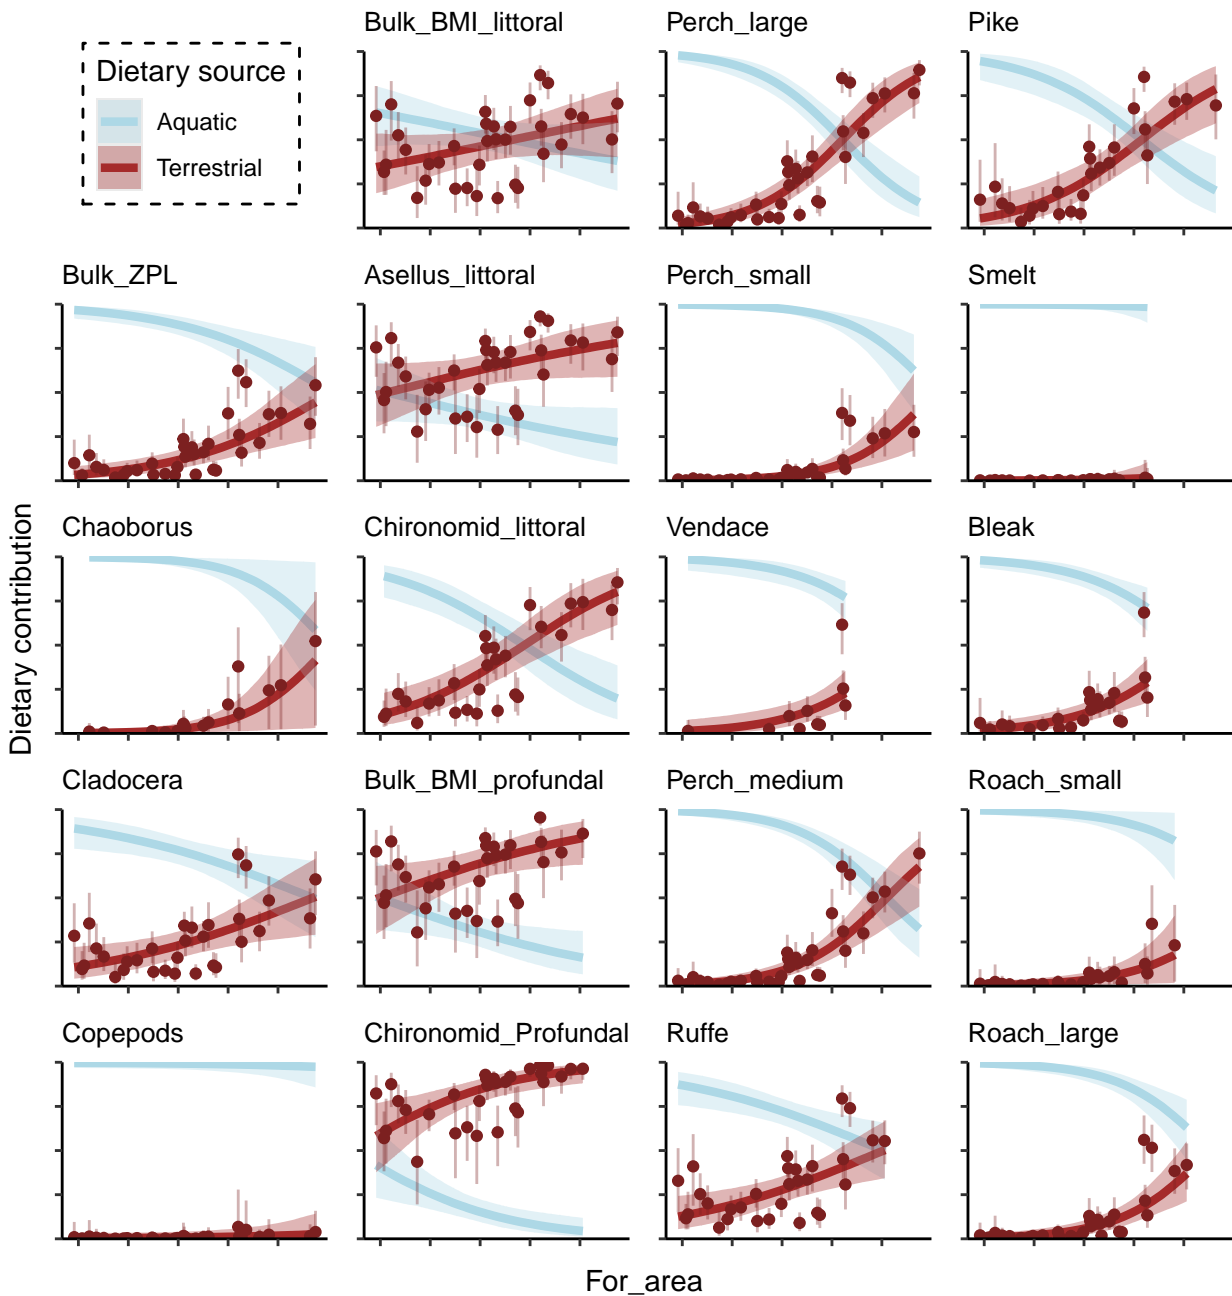 Bulk_BMI_littoral
Perch_large
Pike
Dietary source
Aquatic
Terrestrial
Bulk_ZPL
Asellus_littoral
Perch_small
Smelt
Chaoborus
Chironomid_littoral
Vendace
Bleak
Dietary contribution
Cladocera
Bulk_BMI_profundal
Perch_medium
Roach_small
Copepods
Chironomid_Profundal
Ruffe
Roach_large
For_area